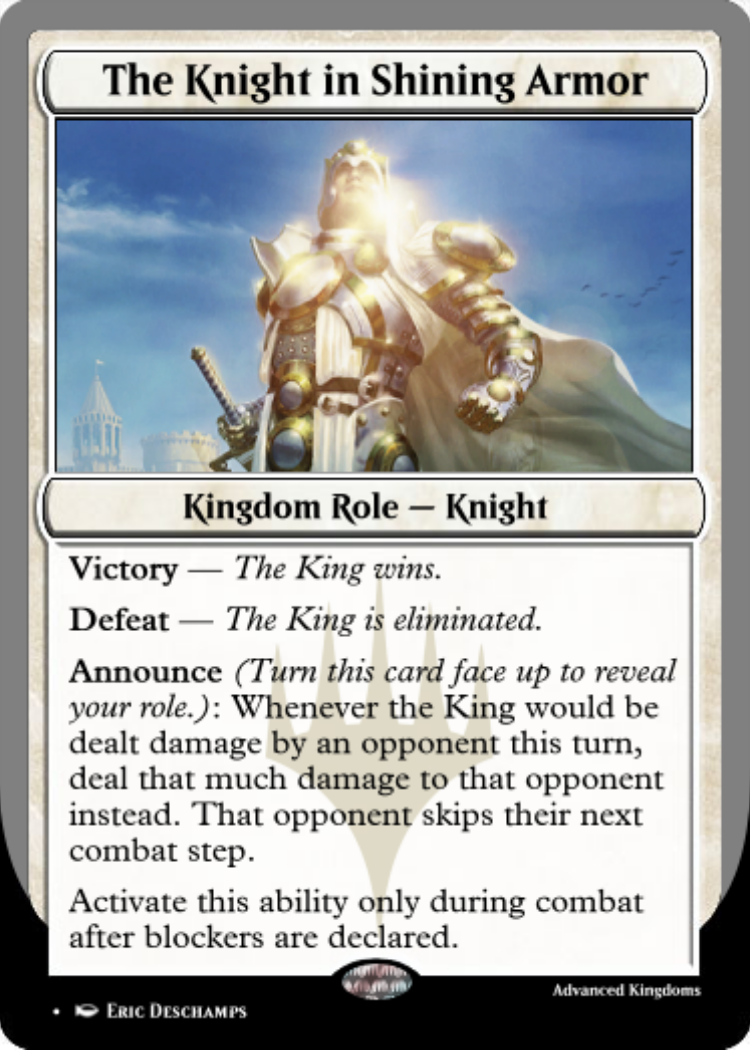 The Knight in Shining Armor
Kingdom Role — Knight
Victory — The King wins.
Defeat — The King is eliminated.
Announce (Turn this card face up to reveal
your role.): Whenever the King would be
dealt damage by an opponent this turn,
deal that much damage to that opponent
instead. That opponent skips their next
combat step.
Activate this ability only during combat
after blockers are declared.
Advanced Kingdoms
• Eric Deschamps